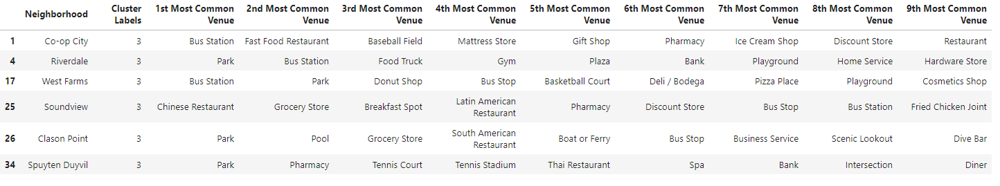 Neighborhood Cluster Labels 1st Most Common Venue 2nd Most Common Venue 3rd Most Common Venue 4th Most Common Venue 5th Most Common Venue 6th Most Common Venue 7th Most Common Venue 8th Most Common Venue 9th Most Common Venue
1 Co-op City 3 Bus Station Fast Food Restaurant Baseball Field Mattress Store Gift Shop Pharmacy Ice Cream Shop Discount Store Restaurant
4 Riverdale 3 Park Bus Station Food Truck Gym Plaza Bank Playground Home Service Hardware Store
17 West Farms 3 Bus Station Park Donut Shop Bus Stop Basketball Court Deli / Bodega Pizza Place Playground Cosmetics Shop
25 Soundview 3 Chinese Restaurant Grocery Store Breakfast Spot Latin American Restaurant Pharmacy Discount Store Bus Stop Bus Station Fried Chicken Joint
26 Clason Point 3 Park Pool Grocery Store South American Restaurant Boat or Ferry Bus Stop Business Service Scenic Lookout Dive Bar
34 Spuyten Duyvil 3 Park Pharmacy Tennis Court Tennis Stadium Thai Restaurant Spa Bank Intersection Diner